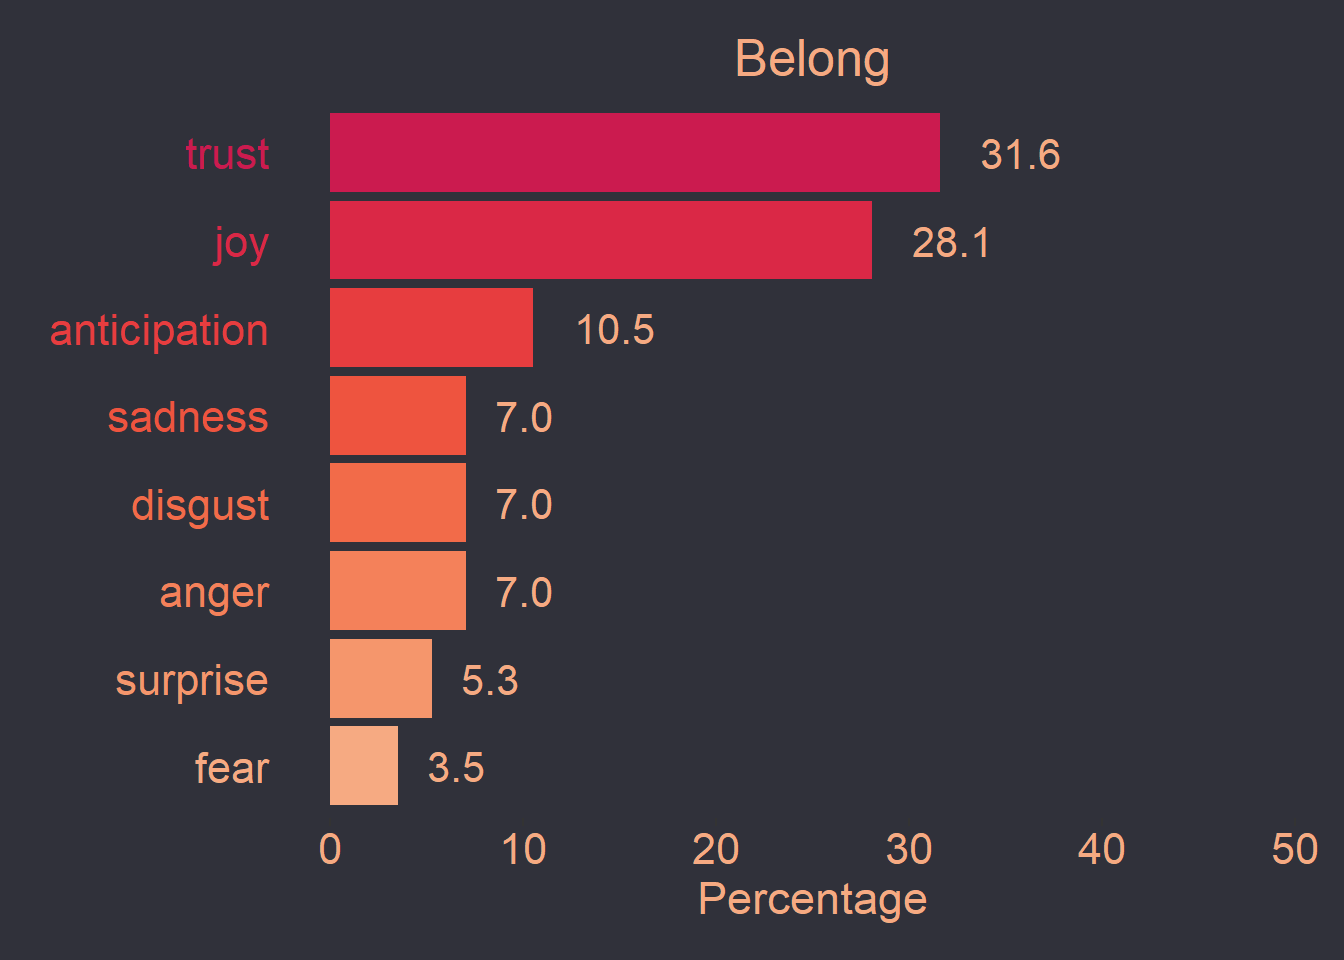 Belong
trust 31.6
joy 28.1
anticipation 10.5
sadness 7.0
disgust 7.0
anger 7.0
surprise 5.3
fear 3.5
0 10 20 30 40 50
Percentage